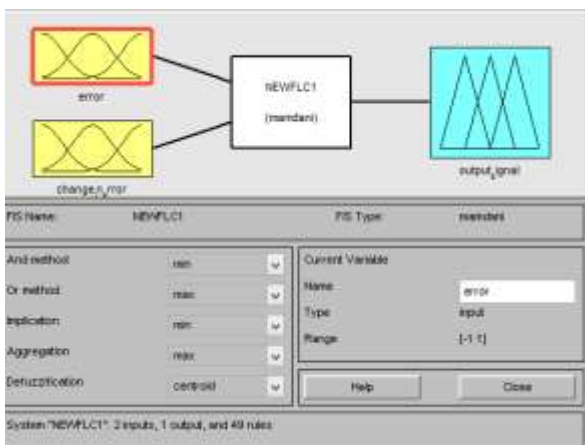 error
NEWFLC1
(mamdani)
change,n_error
output_signal
FIS Name: NEWFLC1 FIS Type: mamdani
And method min
Or method max
Implication min
Aggregation max
Defuzzification centroid
Current Variable
Name error
Type input
Range [-1 1]
Help Close
System "NEWFLC1": 2 inputs, 1 output, and 49 rules